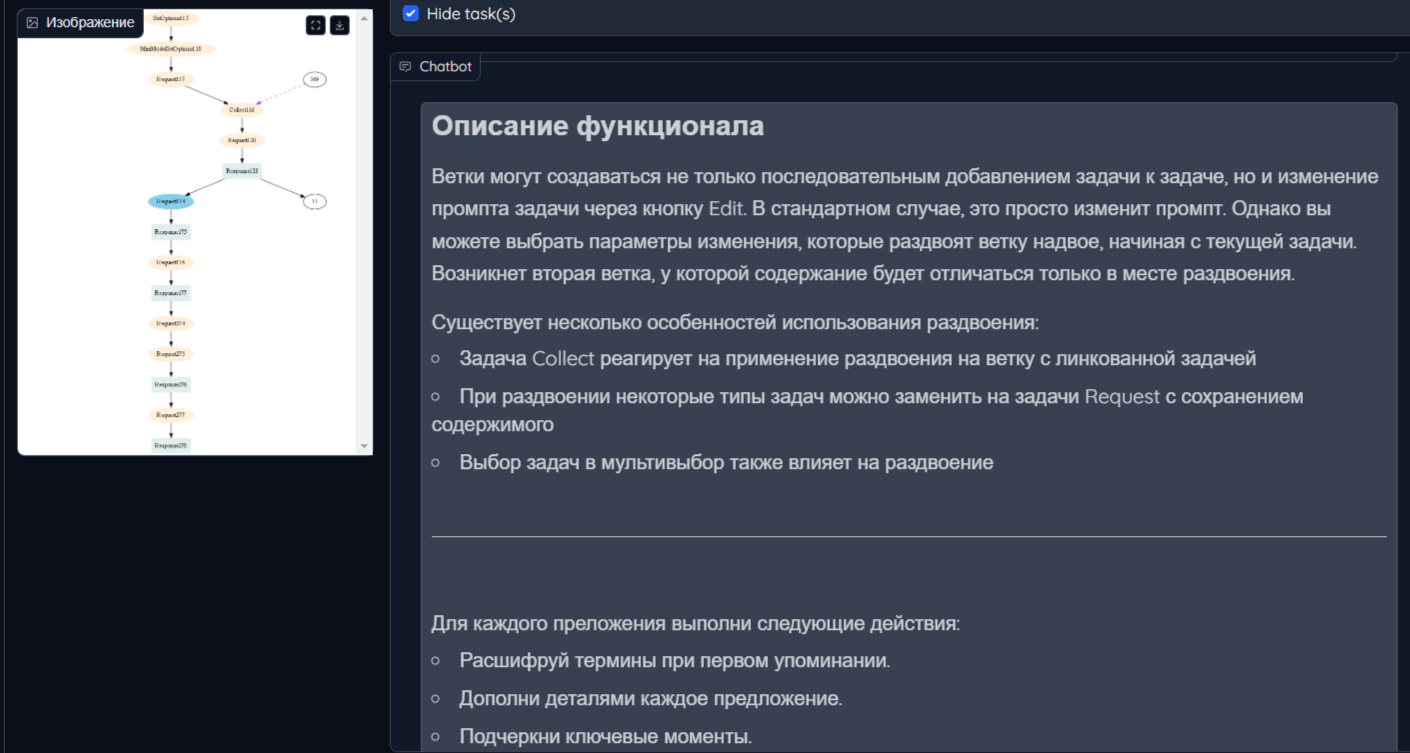 Изображение
SetOptions15
Request117
569
Collect118
Request120
Response133
Request174
33
Response175
Request176
Response177
Request274
Request275
Response276
Request277
Response278
Hide task(s)
Chatbot
Описание функционала
Ветки могут создаваться не только последовательным добавлением задачи к задаче, но и изменение
промпта задачи через кнопку Edit. В стандартном случае, это просто изменит промпт. Однако вы
можете выбрать параметры изменения, которые раздвоят ветку надвое, начиная с текущей задачи.
Возникнет вторая ветка, у которой содержание будет отличаться только в месте раздвоения.
Существует несколько особенностей использования раздвоения:
Задача Collect реагирует на применение раздвоения на ветку с линкованной задачей
При раздвоении некоторые типы задач можно заменить на задачи Request с сохранением
содержимого
Выбор задач в мультивыбор также влияет на раздвоение
Для каждого преложения выполни следующие действия:
Расшифруй термины при первом упоминании.
Дополни деталями каждое предложение.
Подчеркни ключевые моменты.